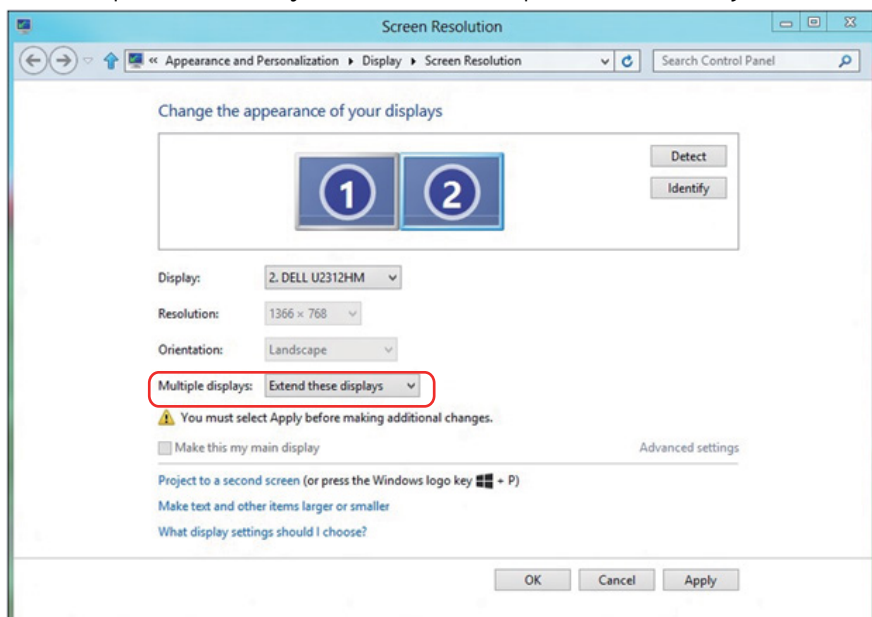 Screen Resolution
« Appearance and Personalization ▸ Display ▸ Screen Resolution
Search Control Panel
Change the appearance of your displays
1 2
Detect
Identify
Display: 2. DELL U2312HM
Resolution: 1366 × 768
Orientation: Landscape
Multiple displays: Extend these displays
You must select Apply before making additional changes.
Make this my main display Advanced settings
Project to a second screen (or press the Windows logo key + P)
Make text and other items larger or smaller
What display settings should I choose?
OK Cancel Apply